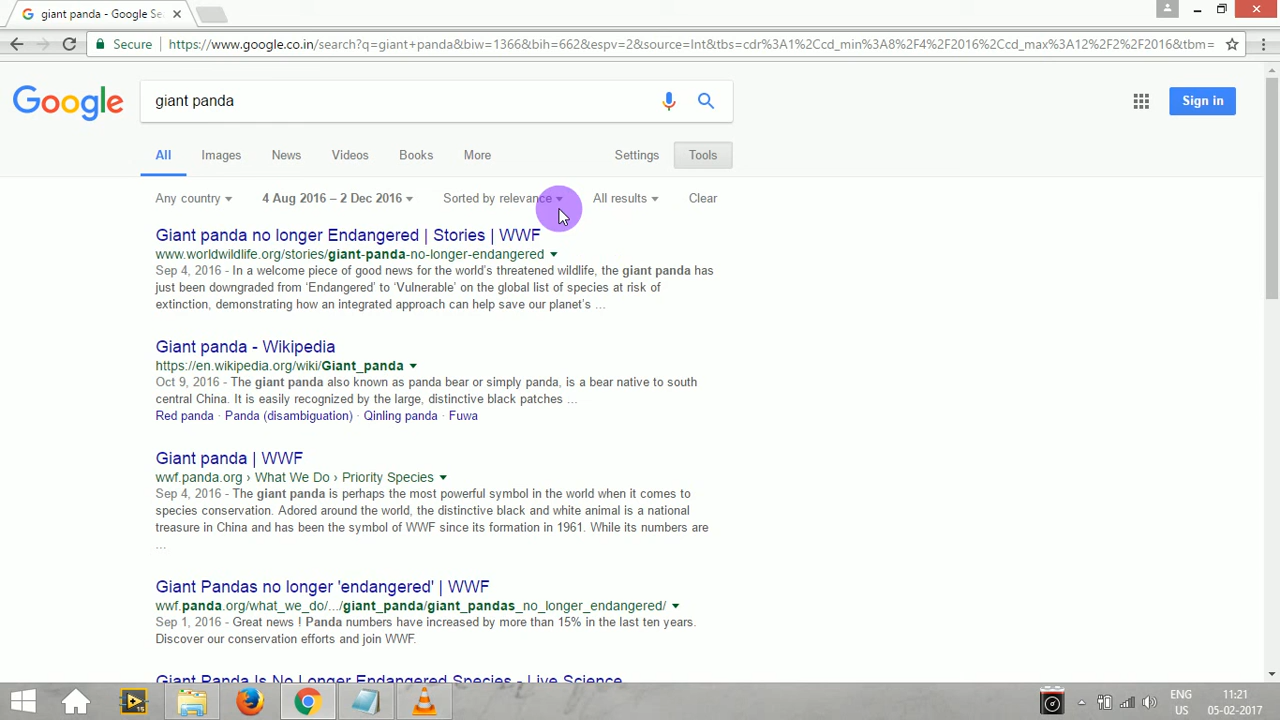 giant panda - Google Se
Secure https://www.google.co.in/search?q=giant+panda&biw=1366&bih=662&espv=2&source=lnt&tbs=cdr%3A1%2Ccd_min%3A8%2F4%2F2016%2Ccd_max%3A12%2F2%2F2016&tbm=
Google giant panda Sign in
All Images News Videos Books More Settings Tools
Any country 4 Aug 2016 – 2 Dec 2016 Sorted by relevance All results Clear
Giant panda no longer Endangered | Stories | WWF
www.worldwildlife.org/stories/giant-panda-no-longer-endangered
Sep 4, 2016 - In a welcome piece of good news for the world's threatened wildlife, the giant panda has
just been downgraded from 'Endangered' to 'Vulnerable' on the global list of species at risk of
extinction, demonstrating how an integrated approach can help save our planet's ...
Giant panda - Wikipedia
https://en.wikipedia.org/wiki/Giant_panda
Oct 9, 2016 - The giant panda also known as panda bear or simply panda, is a bear native to south
central China. It is easily recognized by the large, distinctive black patches ...
Red panda · Panda (disambiguation) · Qinling panda · Fuwa
Giant panda | WWF
wwf.panda.org › What We Do › Priority Species
Sep 4, 2016 - The giant panda is perhaps the most powerful symbol in the world when it comes to
species conservation. Adored around the world, the distinctive black and white animal is a national
treasure in China and has been the symbol of WWF since its formation in 1961. While its numbers are
...
Giant Pandas no longer 'endangered' | WWF
wwf.panda.org/what_we_do/.../giant_panda/giant_pandas_no_longer_endangered/
Sep 1, 2016 - Great news ! Panda numbers have increased by more than 15% in the last ten years.
Discover our conservation efforts and join WWF.
Giant Panda Is No Longer Endangered Species - Live Science
15
ENG 11:21
US 05-02-2017